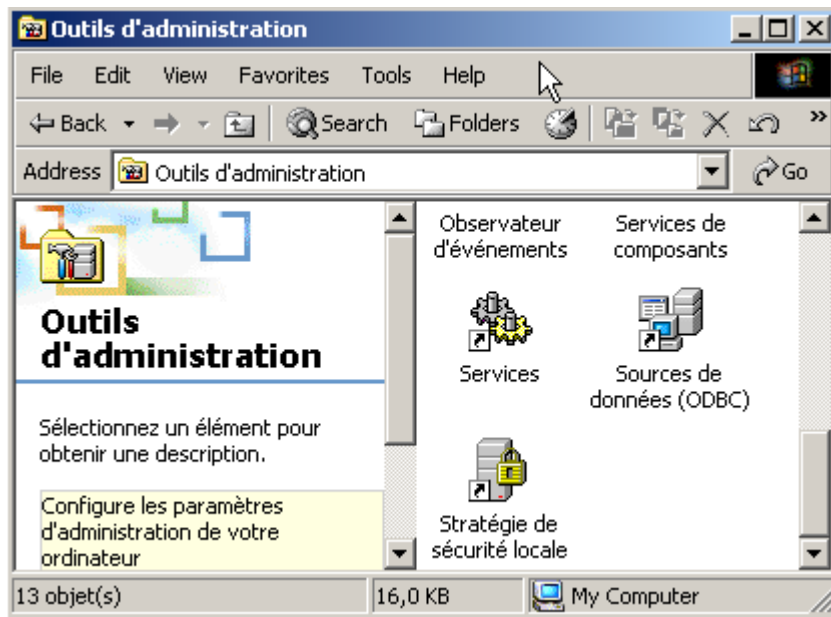 Outils d'administration
File Edit View Favorites Tools Help
Back Search Folders »
Address Outils d'administration Go
Outils
d'administration
Sélectionnez un élément pour
obtenir une description.
Configure les paramètres
d'administration de votre
ordinateur
Observateur
d'événements
Services de
composants
Services
Sources de
données (ODBC)
Stratégie de
sécurité locale
13 objet(s) 16,0 KB My Computer